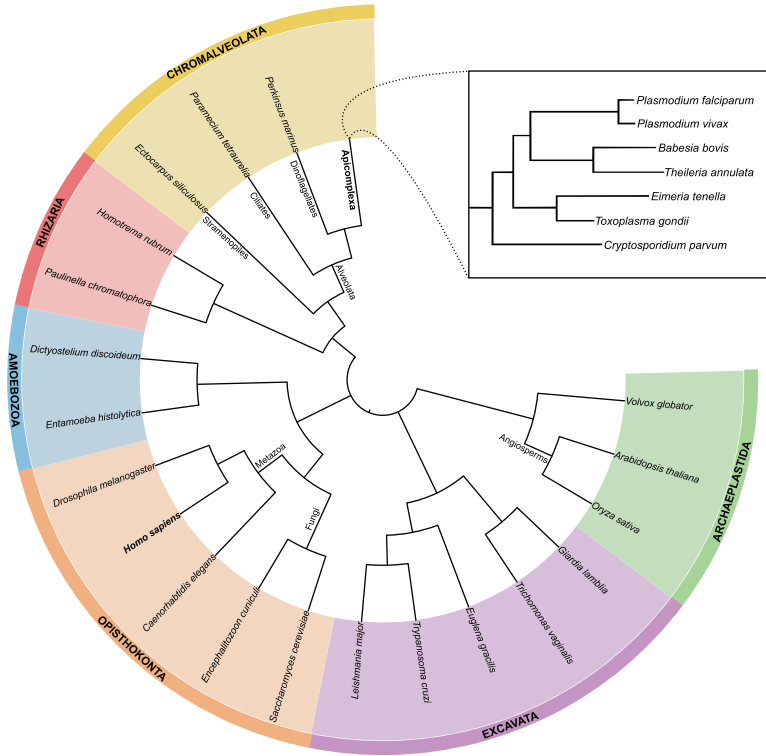 CHROMALVEOLATA
Perkinsus marinus
Paramecium tetraurelia
Ectocarpus siliculosus
Apicomplexa
Dinoflagellates
Ciliates
Stramenopiles
Alveolata
Plasmodium falciparum
Plasmodium vivax
Babesia bovis
Theileria annulata
Eimeria tenella
Toxoplasma gondii
Cryptosporidium parvum
RHIZARIA
Homotrema rubrum
Paulinella chromatophora
AMOEBOZOA
Dictyostelium discoideum
Entamoeba histolytica
OPISTHOKONTA
Metazoa
Drosophila melanogaster
Homo sapiens
Caenorhabtidis elegans
Fungi
Encephalitozoon cuniculi
Saccharomyces cerevisiae
EXCAVATA
Leishmania major
Trypanosoma cruzi
Euglena gracilis
Trichomonas vaginalis
Giardia lamblia
ARCHAEPLASTIDA
Angiosperms
Oryza sativa
Arabidopsis thaliana
Volvox globator